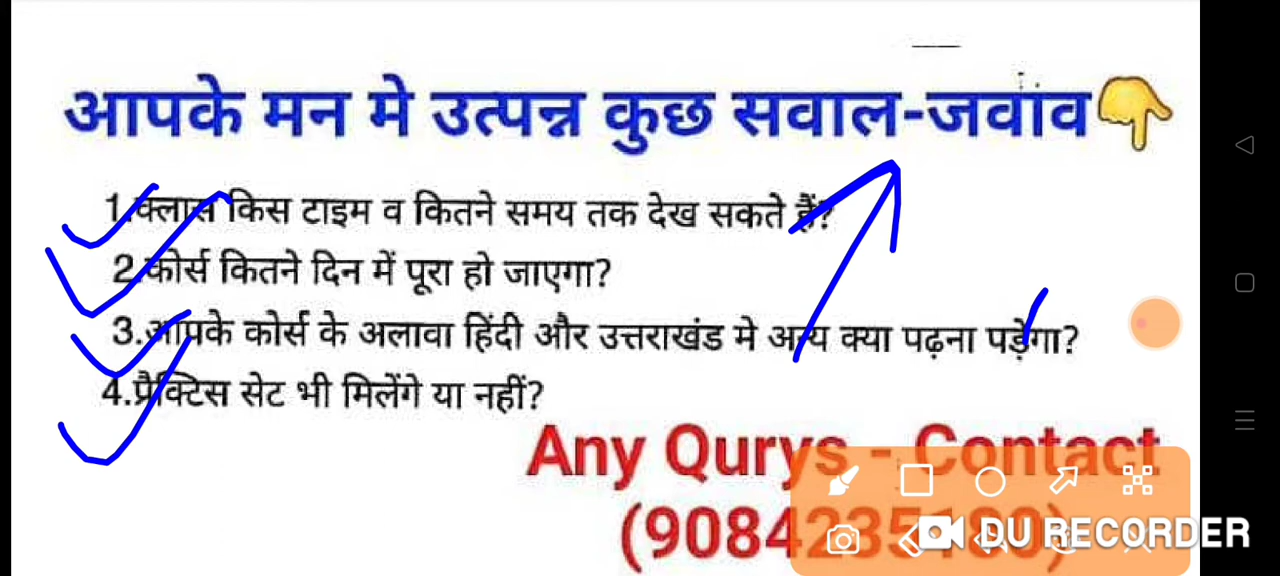 आपके मन मे उत्पन्न कुछ सवाल-जवाव
1.क्लास किस टाइम व कितने समय तक देख सकते हैं?
2.कोर्स कितने दिन में पूरा हो जाएगा?
3.आपके कोर्स के अलावा हिंदी और उत्तराखंड मे अन्य क्या पढ़ना पड़ेगा?
4.प्रैक्टिस सेट भी मिलेंगे या नहीं?
Any Qurys - Contact
(9084235180)
DU RECORDER